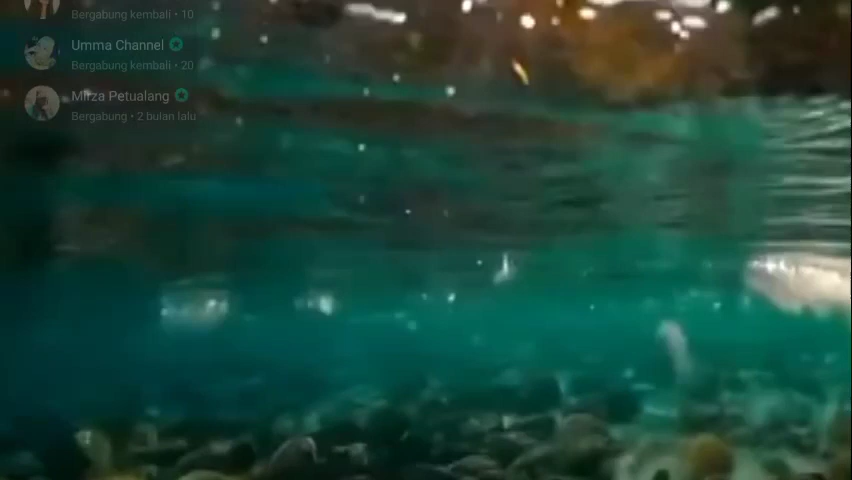 Bergabung kembali • 10
Umma Channel
Bergabung kembali • 20
Mirza Petualang
Bergabung • 2 bulan lalu